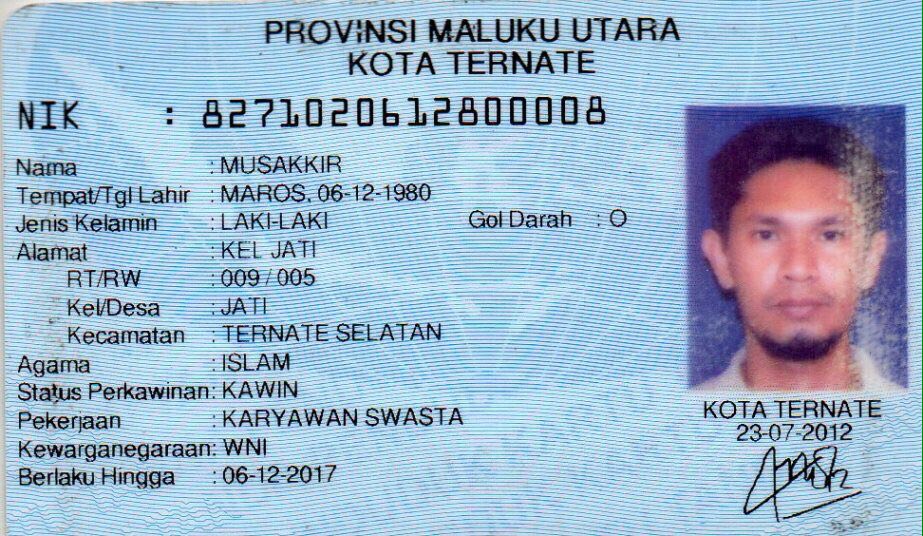 PROVINSI MALUKU UTARA
KOTA TERNATE
NIK : 8271020612800008
Nama : MUSAKKIR
Tempat/Tgl Lahir : MAROS, 06-12-1980
Jenis Kelamin : LAKI-LAKI Gol Darah : O
Alamat : KEL JATI
RT/RW : 009 / 005
Kel/Desa : JATI
Kecamatan : TERNATE SELATAN
Agama : ISLAM
Status Perkawinan: KAWIN
Pekerjaan : KARYAWAN SWASTA
Kewarganegaraan: WNI
Berlaku Hingga : 06-12-2017
KOTA TERNATE
23-07-2012